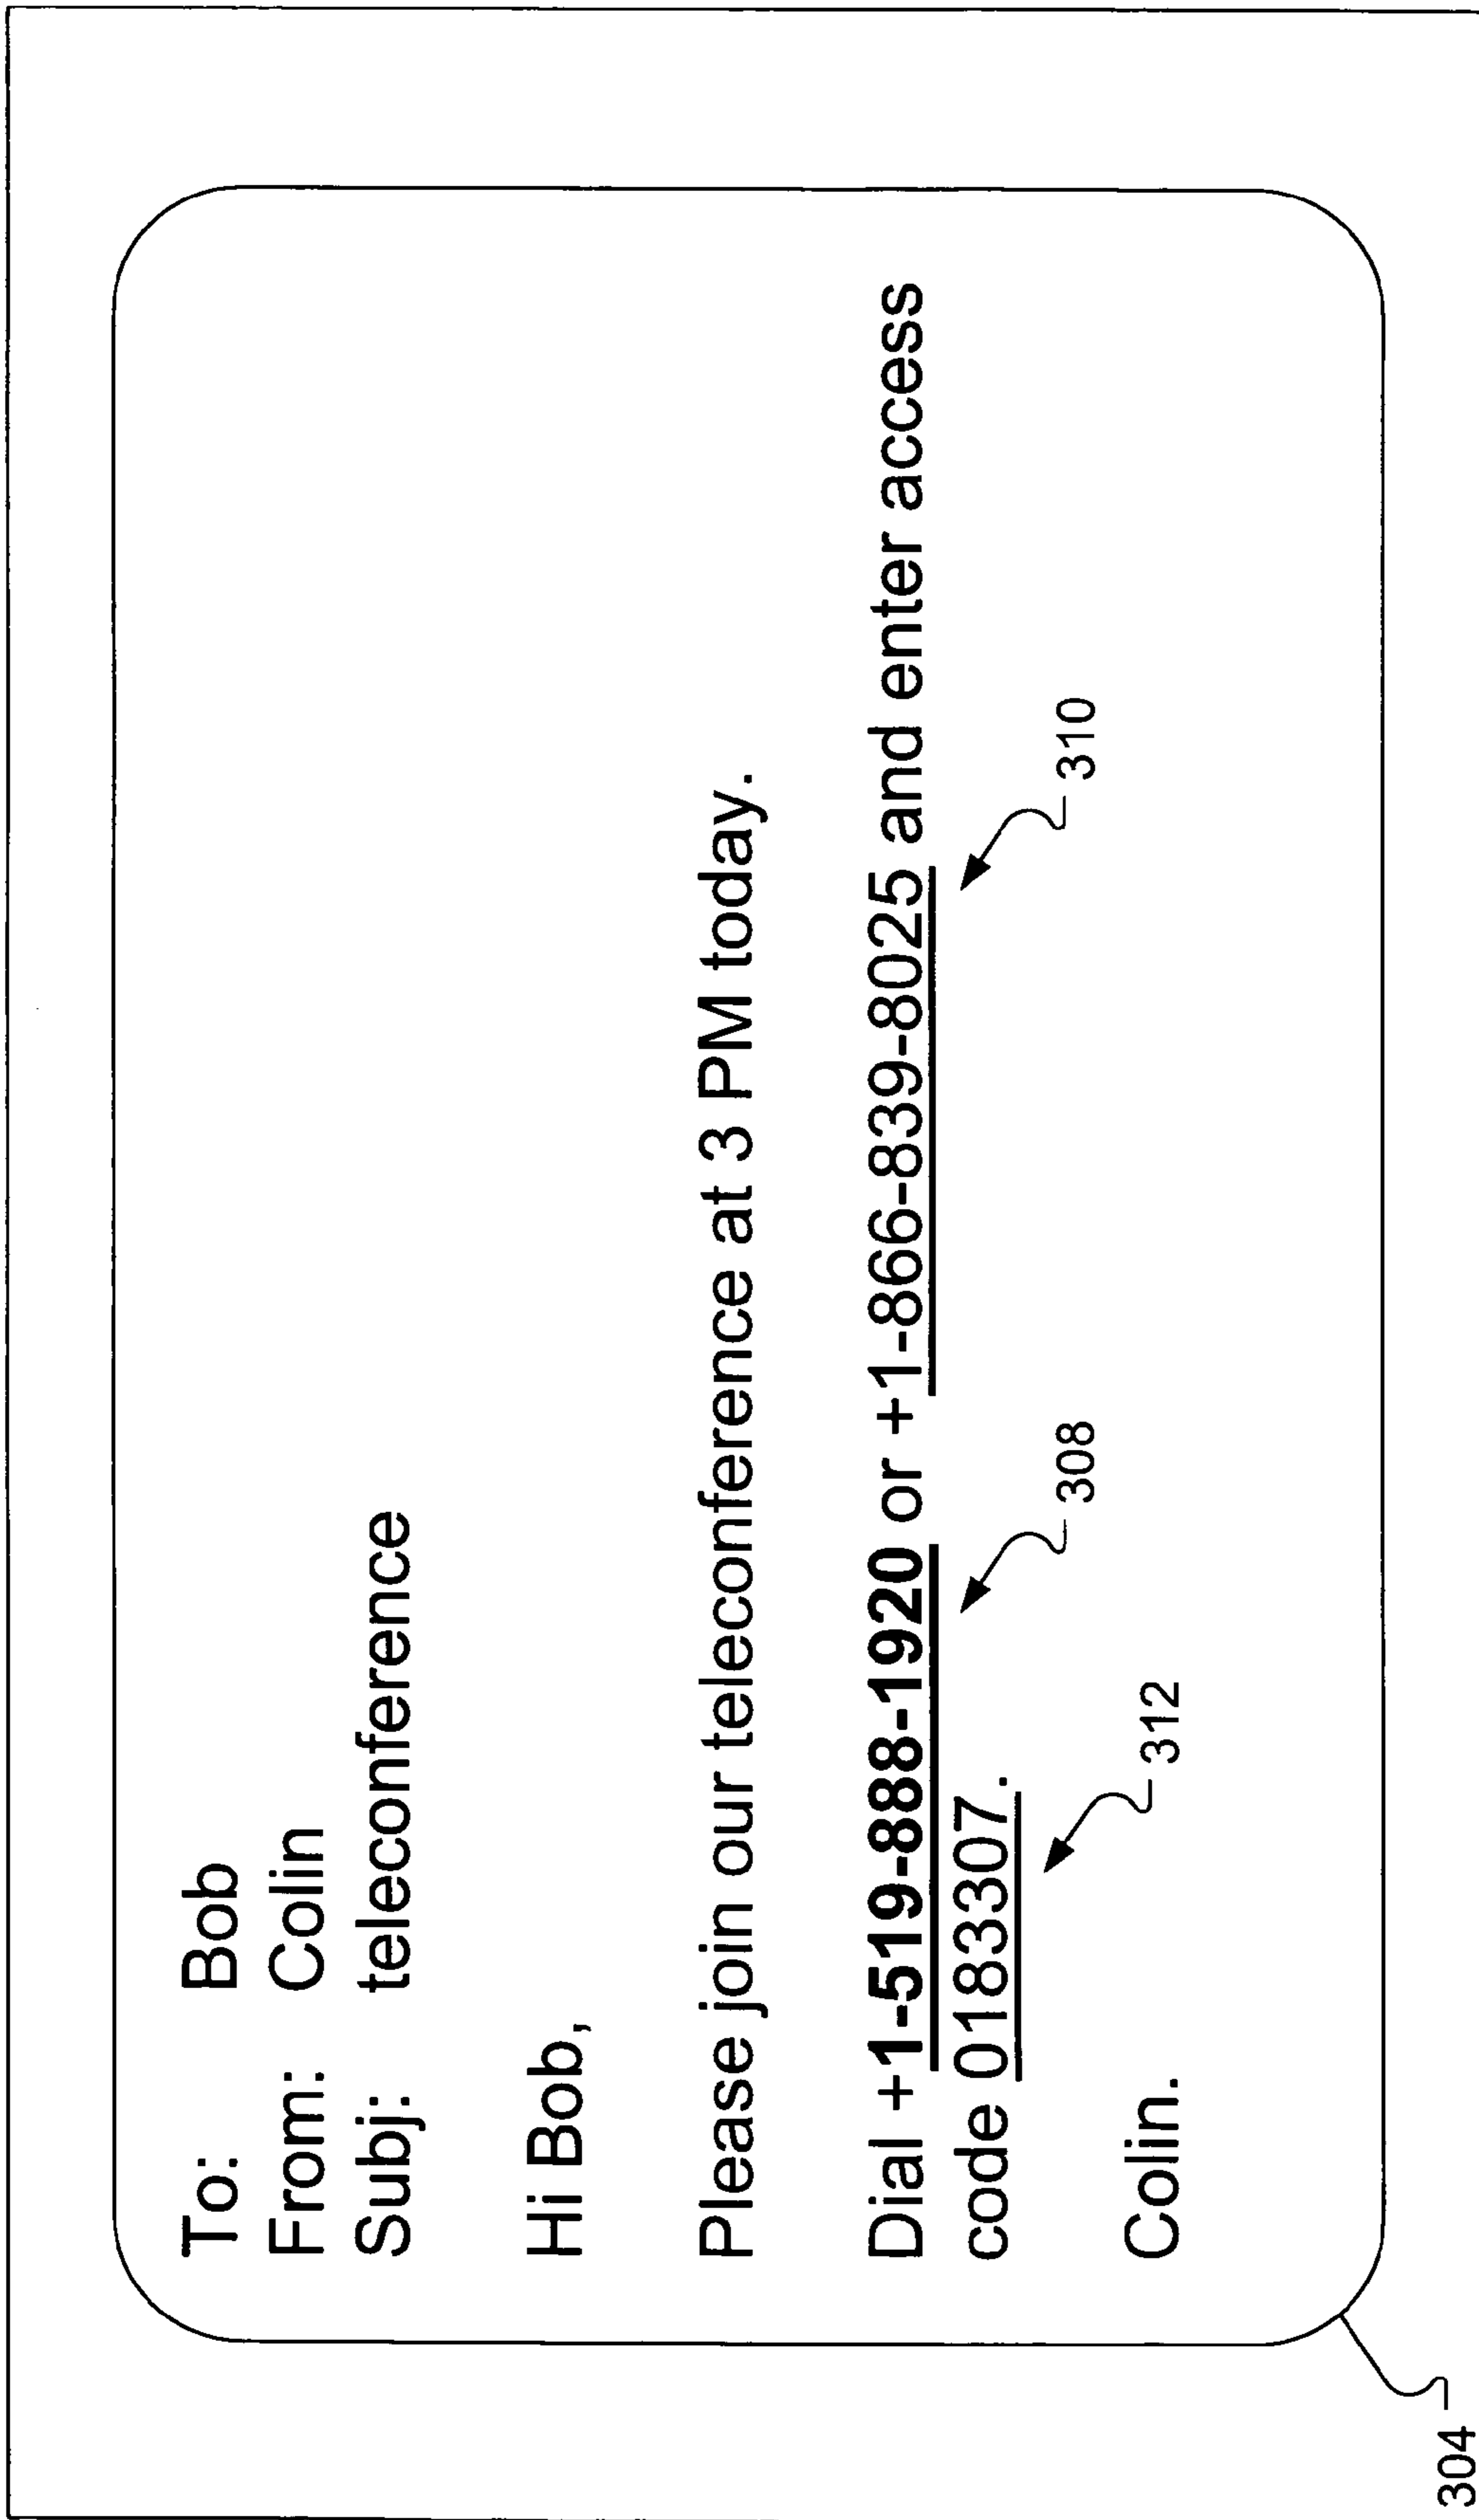 To: Bob
From: Colin
Subj: teleconference
Hi Bob,
Please join our teleconference at 3 PM today.
Dial +1-519-888-1920 or +1-866-839-8025 and enter access
code 0183307.
Colin.
310
308
312
304